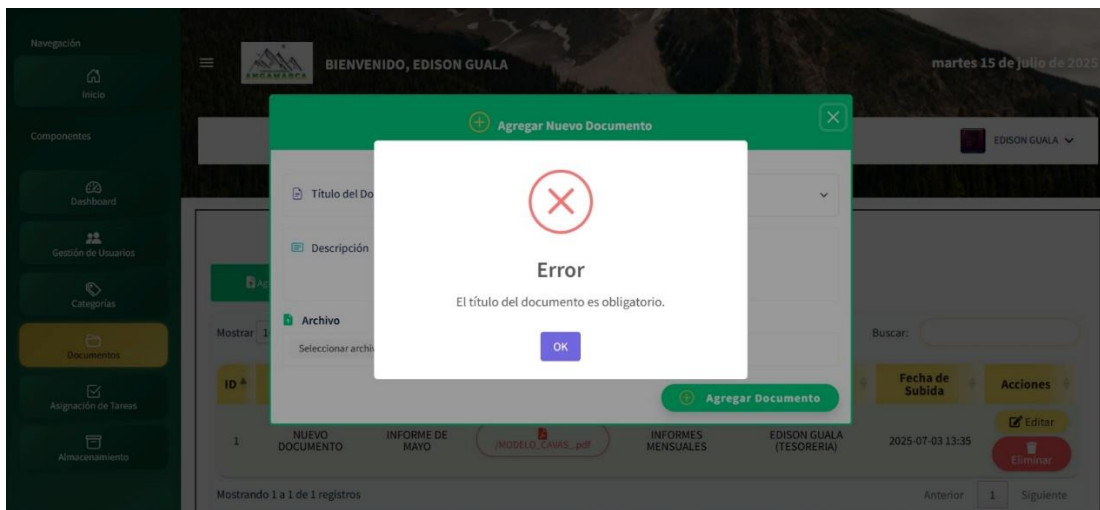 Navegación
Inicio
Componentes
Dashboard
Gestión de Usuarios
Categorías
Documentos
Asignación de Tareas
Almacenamiento
ANGAMARCA
BIENVENIDO, EDISON GUALA
martes 15 de julio de 2025
EDISON GUALA
Agregar Nuevo Documento
Título del Do
Descripción
Archivo
Seleccionar archiv
Error
El título del documento es obligatorio.
OK
Agregar Documento
Mostrar 1
Buscar:
ID
Fecha de
Subida
Acciones
1
NUEVO
DOCUMENTO
INFORME DE
MAYO
/MODELO_CAVAS_.pdf
INFORMES
MENSUALES
EDISON GUALA
(TESORERIA)
2025-07-03 13:35
Editar
Eliminar
Mostrando 1 a 1 de 1 registros
Anterior 1 Siguiente